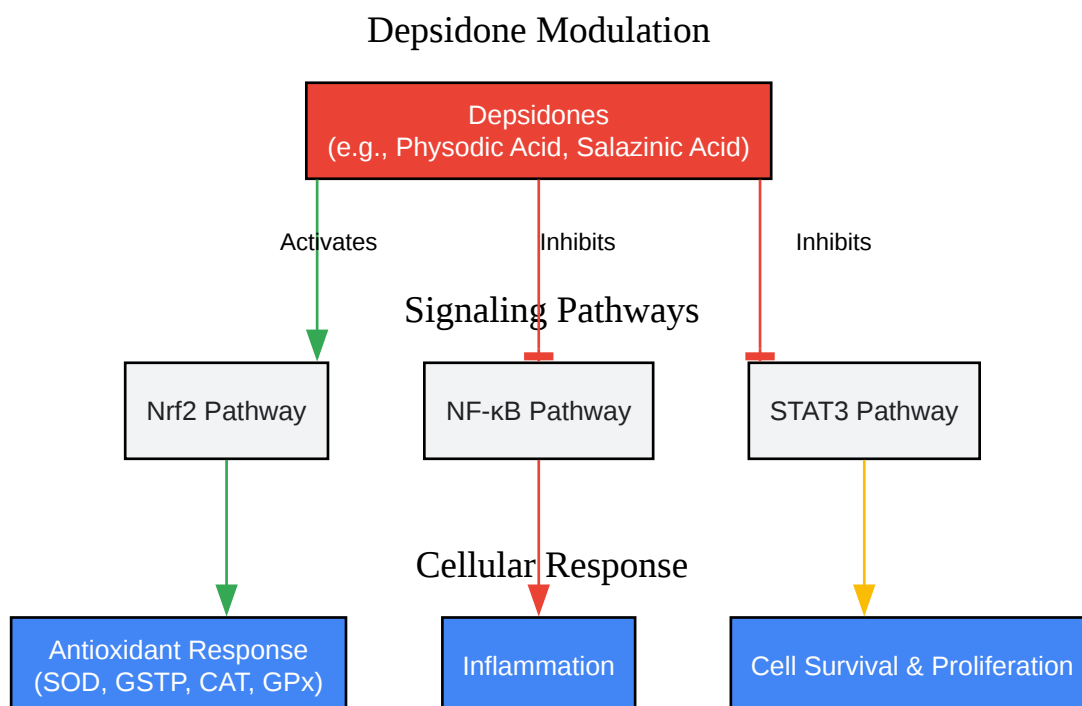 Depsidone Modulation
Depsidones
(e.g., Physodic Acid, Salazinic Acid)
Activates
Inhibits
Inhibits
Signaling Pathways
Nrf2 Pathway
NF-κB Pathway
STAT3 Pathway
Cellular Response
Antioxidant Response
(SOD, GSTP, CAT, GPx)
Inflammation
Cell Survival & Proliferation